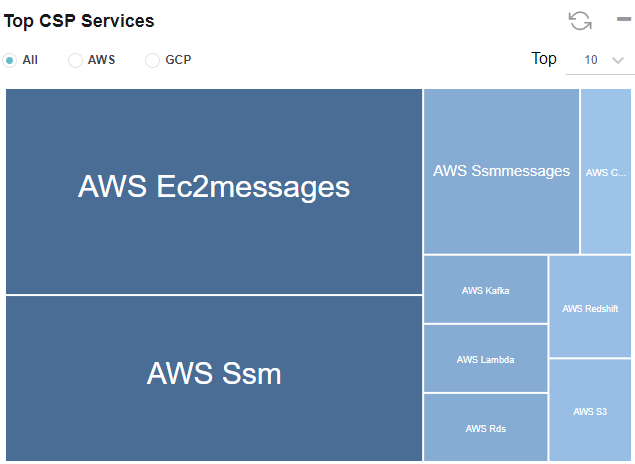 Top CSP Services
All AWS GCP Top 10
AWS Ec2messages
AWS Ssm
AWS Ssmmessages
AWS C...
AWS Kafka
AWS Lambda
AWS Rds
AWS Redshift
AWS S3